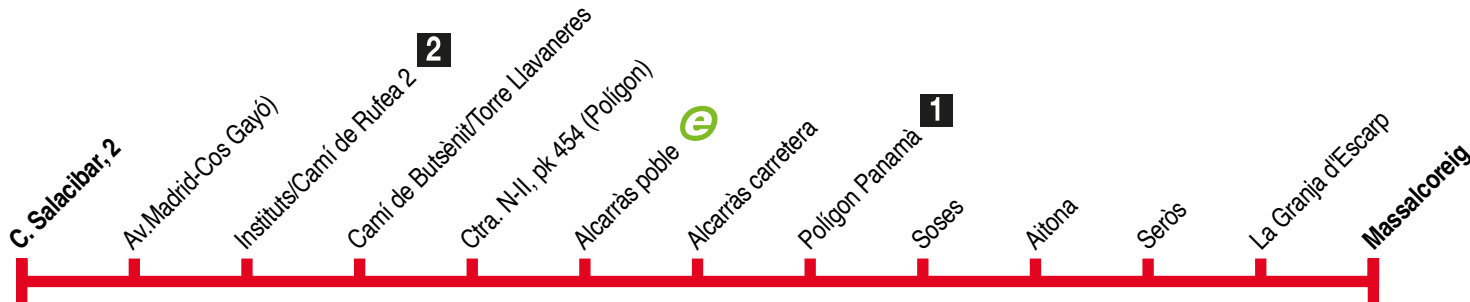 C. Salacibar, 2
Av.Madrid-Cos Gayó)
Instituts/Camí de Rufea 2 2
Camí de Butsènit/Torre Llavaneres
Ctra. N-II, pk 454 (Polígon)
Alcarràs poble e
Alcarràs carretera
Polígon Panamà 1
Soses
Aitona
Seròs
La Granja d'Escarp
Massalcoreig